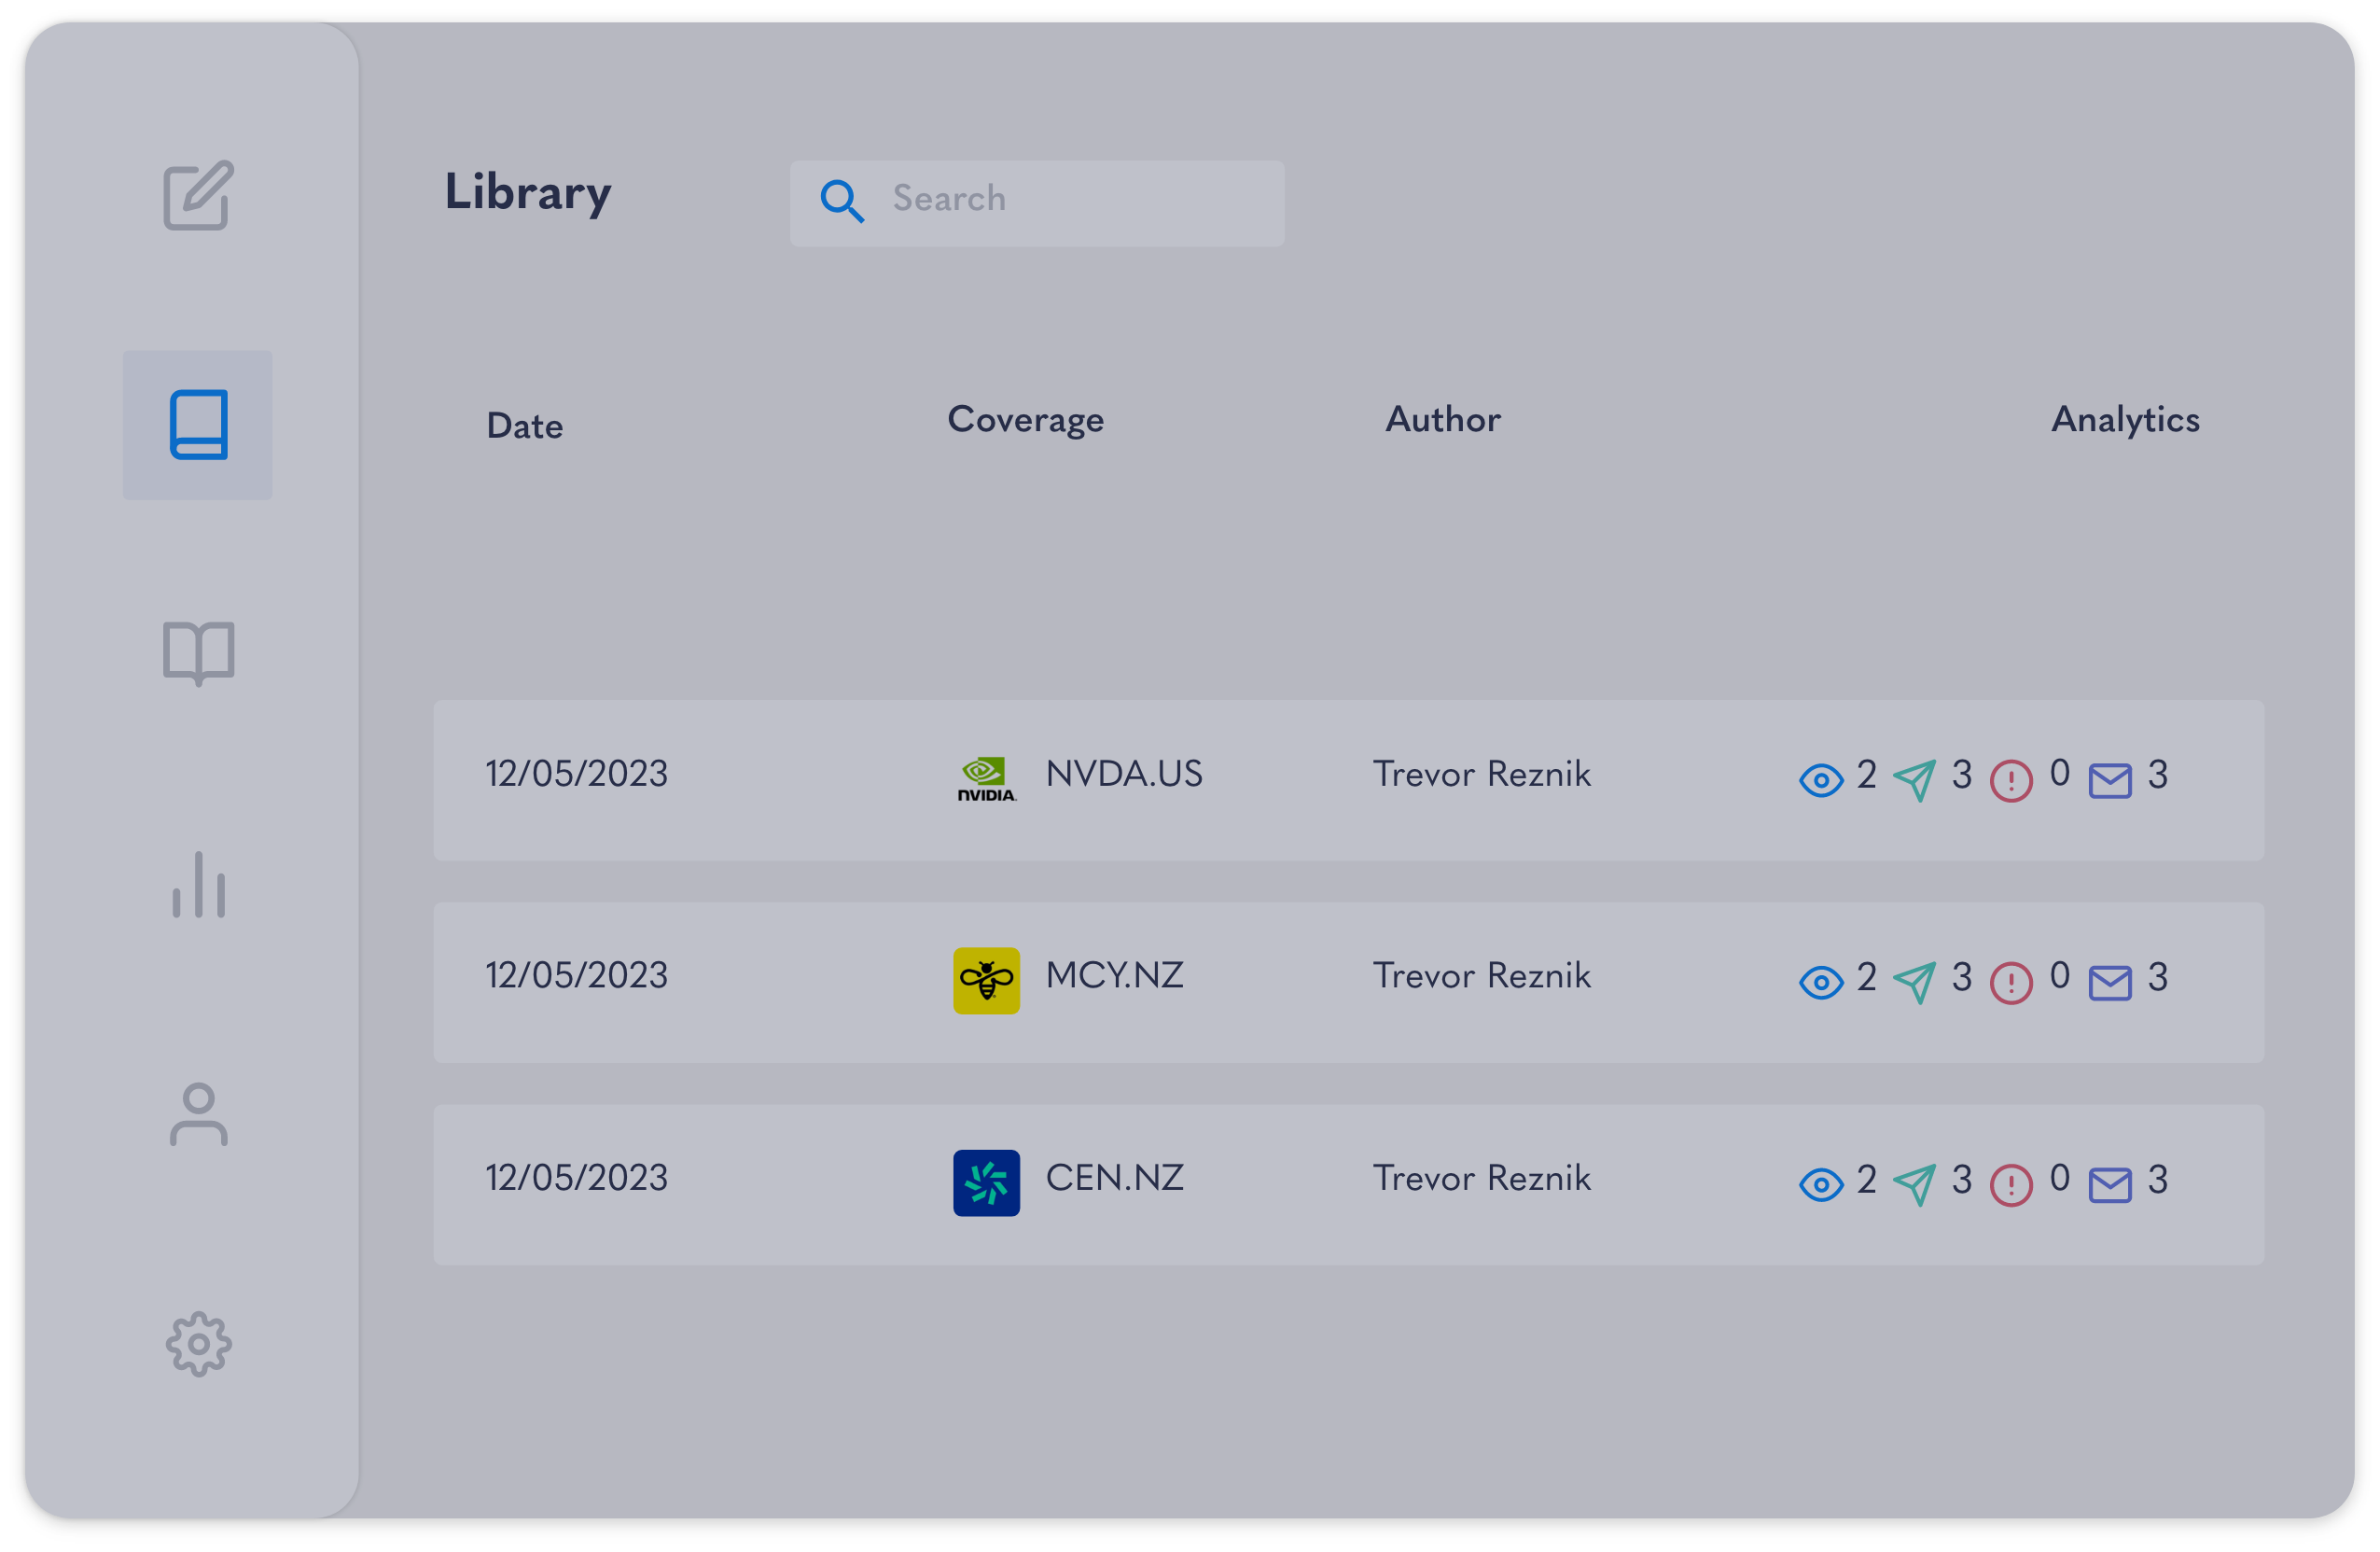 Library Search
Date Coverage Author Analytics
12/05/2023 NVIDIA. NVDA.US Trevor Reznik 2 3 0 3
12/05/2023 MCY.NZ Trevor Reznik 2 3 0 3
12/05/2023 CEN.NZ Trevor Reznik 2 3 0 3